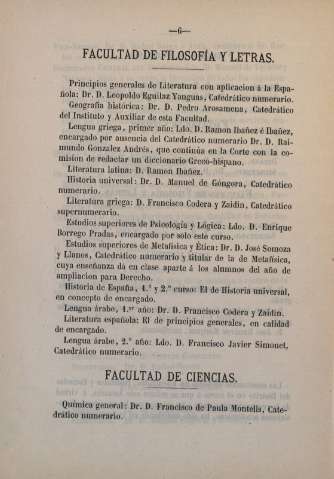 —6—
FACULTAD DE FILOSOFÍA Y LETRAS.
Principios generales de Literatura con aplicacion á la Espa-
ñola: Dr. D. Leopoldo Eguilaz Yanguas, Catedrático numerario.
Geografía histórica: Dr. D. Pedro Arosamena, Catedrático
del Instituto y Auxiliar de esta Facultad.
Lengua griega, primer año: Ldo. D. Ramon Ibañez é Ibañez,
encargado por ausencia del Catedrático numerario Dr. D. Rai-
mundo Gonzalez Andrés, que continúa en la Corte con la co-
mision de redactar un diccionario Greco-hispano.
Literatura latina: D. Ramon Ibañez.
Historia universal: Dr. D. Manuel de Góngora, Catedrático
numerario.
Literatura griega: D. Francisco Codera y Zaidin, Catedrático
supernumerario.
Estudios superiores de Psicología y Lógica: Ldo. D. Enrique
Borrego Pradas, encargado por solo este curso.
Estudios superiores de Metafísica y Ética: Dr. D. José Somoza
y Llanos, Catedrático numerario y titular de la de Metafísica,
cuya enseñanza dá en clase aparte á los alumnos del año de
ampliacion para Derecho.
Historia de España, 1.º y 2.º curso: El de Historia universal,
en concepto de encargado.
Lengua árabe, 1.er año: Dr. D. Francisco Codera y Zaidin.
Literatura española: El de principios generales, en calidad
de encargado.
Lengua árabe, 2.º año: Ldo. D. Francisco Javier Simonet,
Catedrático numerario.
FACULTAD DE CIENCIAS.
Química general: Dr. D. Francisco de Paula Montells, Cate-
drático numerario.